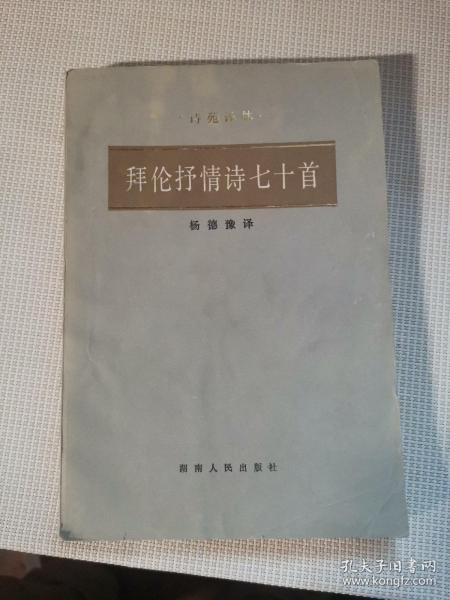 ·诗苑译林·
拜伦抒情诗七十首
杨德豫译
湖南人民出版社
孔夫子旧书网
www.kongfz.com